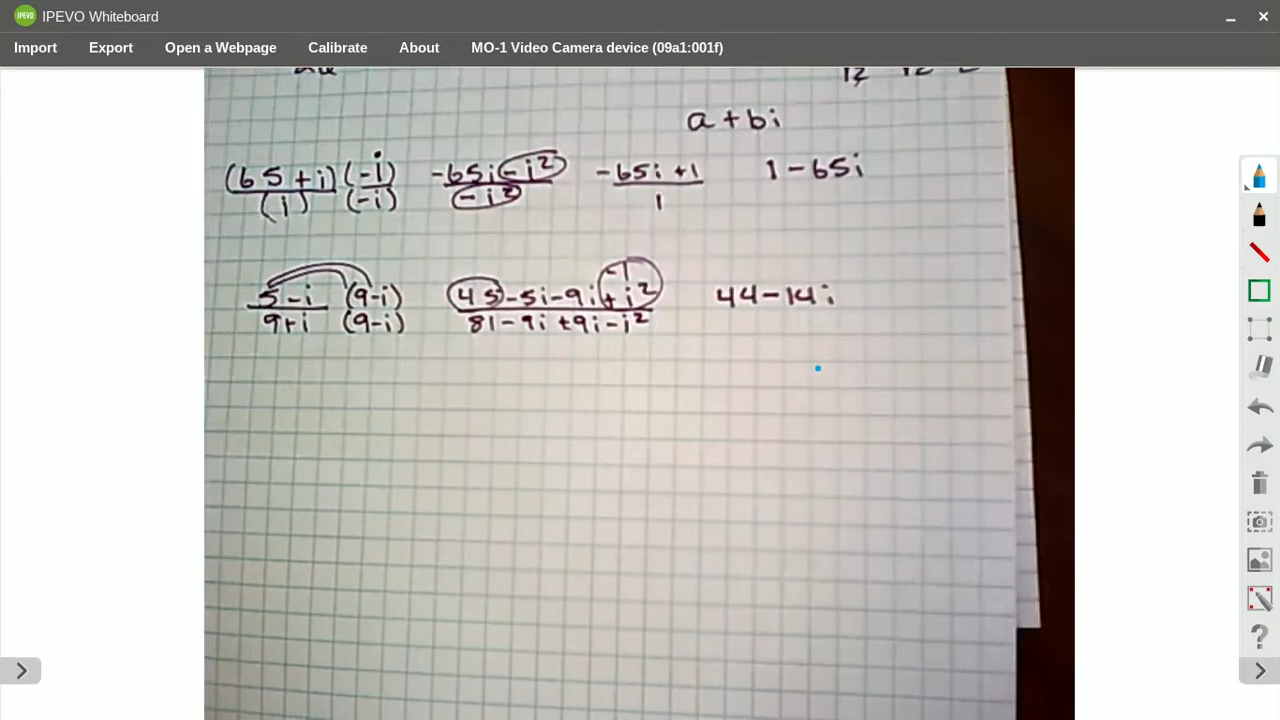 IPEVO IPEVO Whiteboard
Import Export Open a Webpage Calibrate About MO-1 Video Camera device (09a1:001f)
a + bi
(65 + i)/(i) (-i)/(-i) -65i - i²/-i² -65i + 1/1 1 - 65i
5 - i/9 + i (9 - i)/(9 - i) 45 - 5i - 9i + i²/81 - 9i + 9i - i² -1 44 - 14i